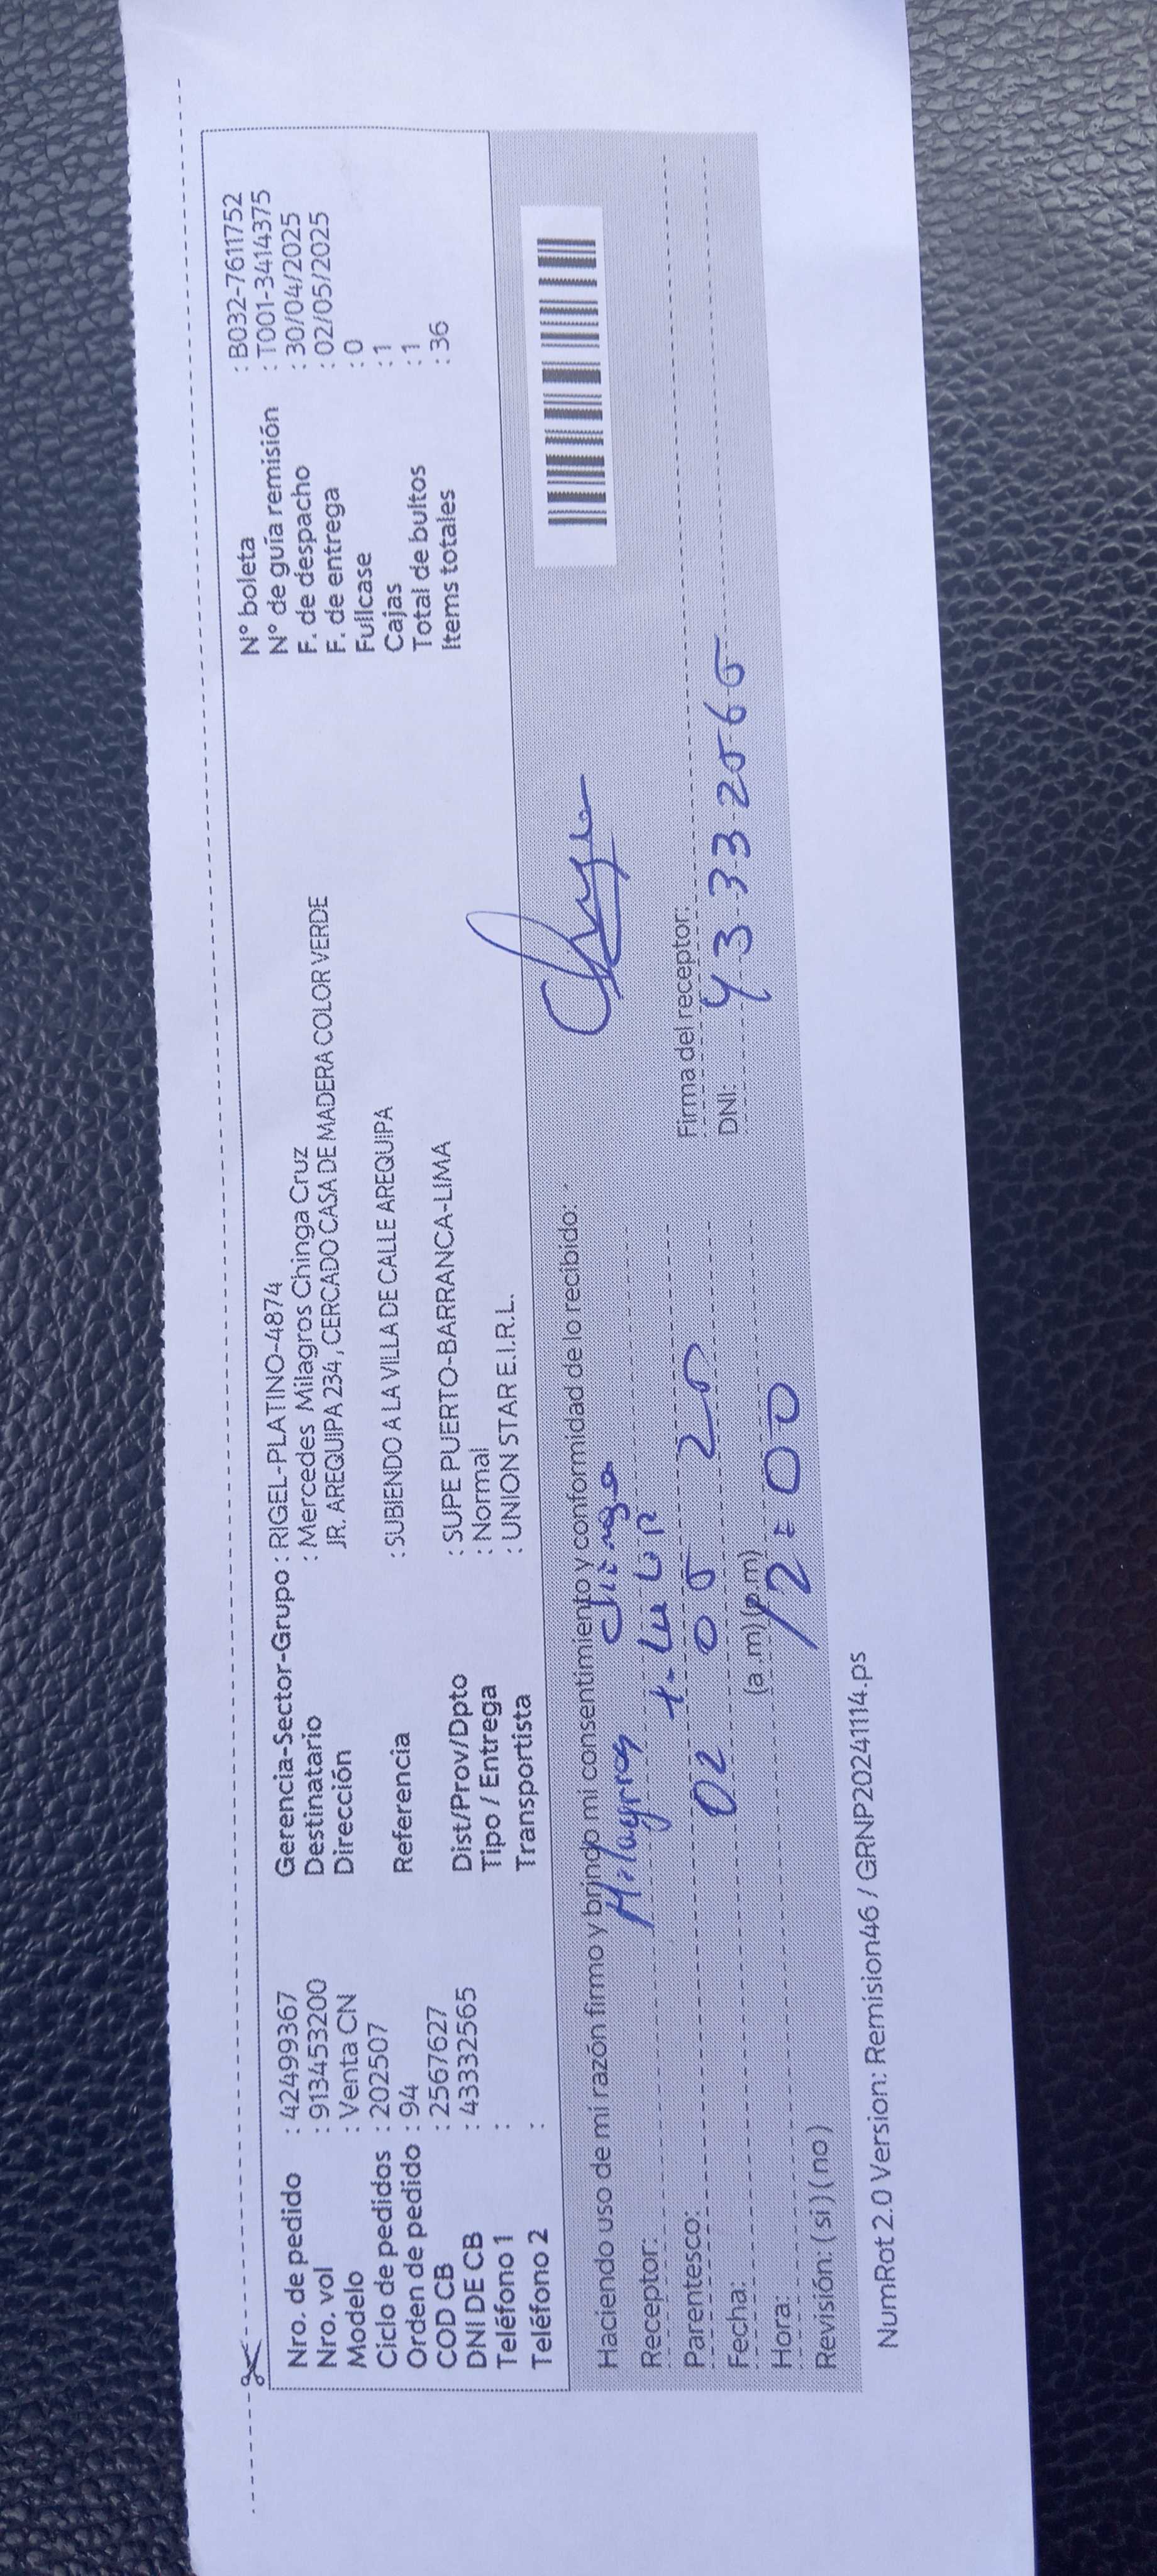 Nro. de pedido : 42499367
Nro. vol : 913453200
Modelo : Venta CN
Ciclo de pedidos : 202507
Orden de pedido : 94
COD CB : 2567627
DNI DE CB : 43332565
Teléfono 1 :
Teléfono 2 :
Gerencia-Sector-Grupo : RIGEL-PLATINO-4874
Destinatario : Mercedes Milagros Chinga Cruz
Dirección JR. AREQUIPA 234 , CERCADO CASA DE MADERA COLOR VERDE
Referencia : SUBIENDO A LA VILLA DE CALLE AREQUIPA
Dist/Prov/Dpto : SUPE PUERTO-BARRANCA-LIMA
Tipo / Entrega : Normal
Transportista : UNION STAR E.I.R.L.
N° boleta : B032-7611752
N° de guía remisión : T001-3414375
F. de despacho : 30/04/2025
F. de entrega : 02/05/2025
Fullcase : 0
Cajas : 1
Total de bultos : 1
Items totales : 36
Haciendo uso de mi razón firmo y brindo mi consentimiento y conformidad de lo recibido:
Receptor: Milagros Chinga
Parentesco:
Fecha: 02 05 25
Hora: (a .m) (p.m) 12:00
Revisión: ( si ) ( no )
Firma del receptor:
DNI: 43332565
NumRot 2.0 Version: Remision46 / GRNP20241114.ps